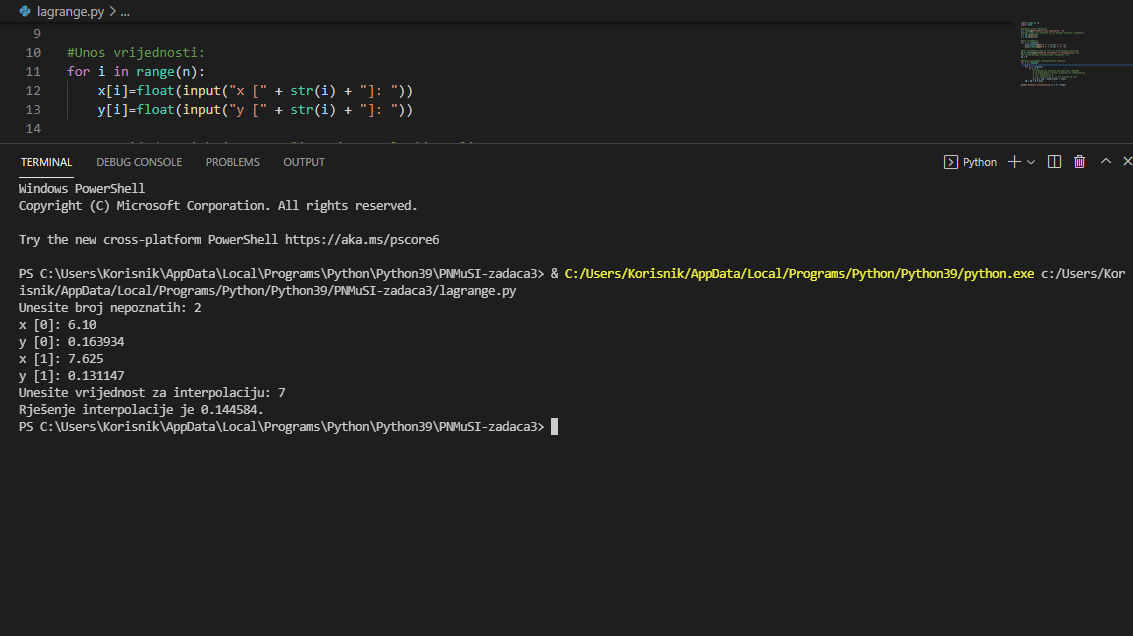 lagrange.py > ...
9
10 #Unos vrijednosti:
11 for i in range(n):
12 x[i]=float(input("x [" + str(i) + "]: "))
13 y[i]=float(input("y [" + str(i) + "]: "))
14
TERMINAL DEBUG CONSOLE PROBLEMS OUTPUT Python
Windows PowerShell
Copyright (C) Microsoft Corporation. All rights reserved.
Try the new cross-platform PowerShell https://aka.ms/pscore6
PS C:\Users\Korisnik\AppData\Local\Programs\Python\Python39\PNMuSI-zadaca3> & C:/Users/Korisnik/AppData/Local/Programs/Python/Python39/python.exe c:/Users/Kor
isnik/AppData/Local/Programs/Python/Python39/PNMuSI-zadaca3/lagrange.py
Unesite broj nepoznatih: 2
x [0]: 6.10
y [0]: 0.163934
x [1]: 7.625
y [1]: 0.131147
Unesite vrijednost za interpolaciju: 7
Rješenje interpolacije je 0.144584.
PS C:\Users\Korisnik\AppData\Local\Programs\Python\Python39\PNMuSI-zadaca3>